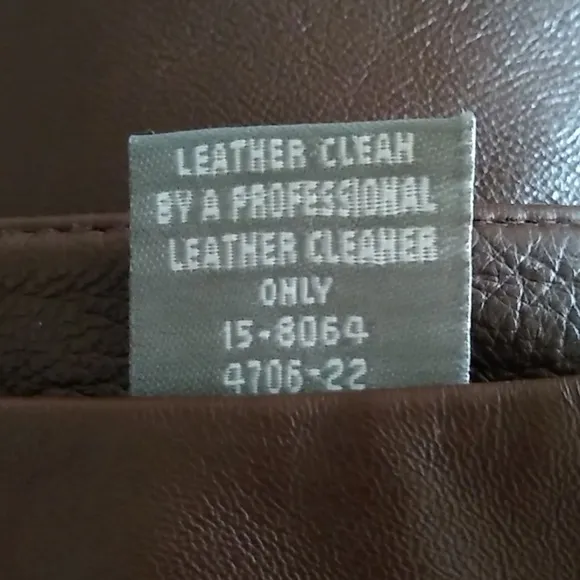 LEATHER CLEAN
BY A PROFESSIONAL
LEATHER CLEANER
ONLY
15-8064
4706-22